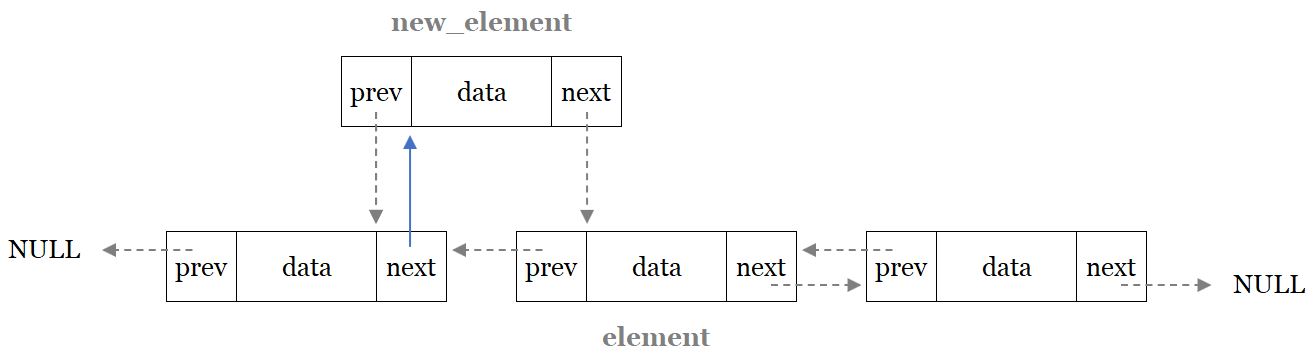 new_element
prev data next
NULL prev data next prev data next prev data next NULL
element